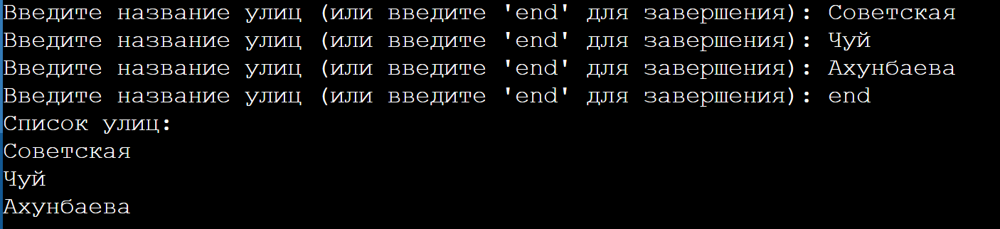 Введите название улиц (или введите 'end' для завершения): Советская
Введите название улиц (или введите 'end' для завершения): Чуй
Введите название улиц (или введите 'end' для завершения): Ахунбаева
Введите название улиц (или введите 'end' для завершения): end
Список улиц:
Советская
Чуй
Ахунбаева